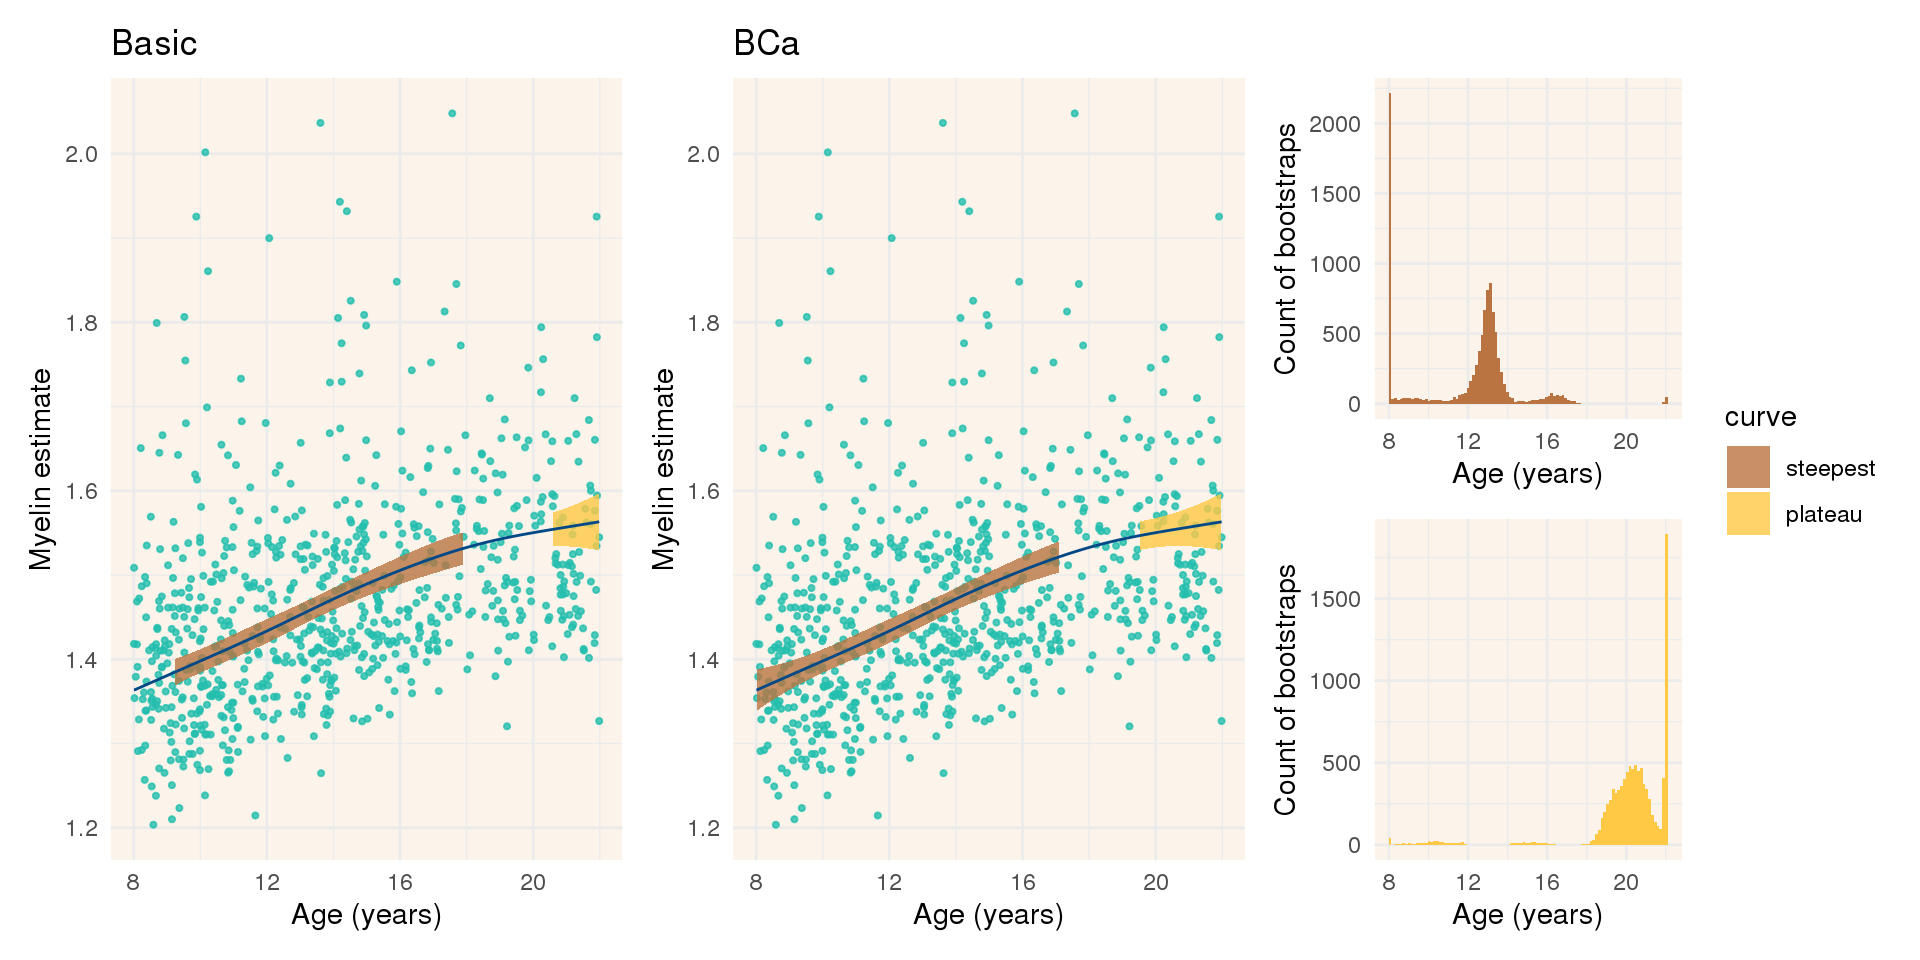 Basic
Myelin estimate
2.0
1.8
1.6
1.4
1.2
8 12 16 20
Age (years)
BCa
Myelin estimate
2.0
1.8
1.6
1.4
1.2
8 12 16 20
Age (years)
Count of bootstraps
2000
1500
1000
500
0
8 12 16 20
Age (years)
Count of bootstraps
1500
1000
500
0
8 12 16 20
Age (years)
curve
steepest
plateau